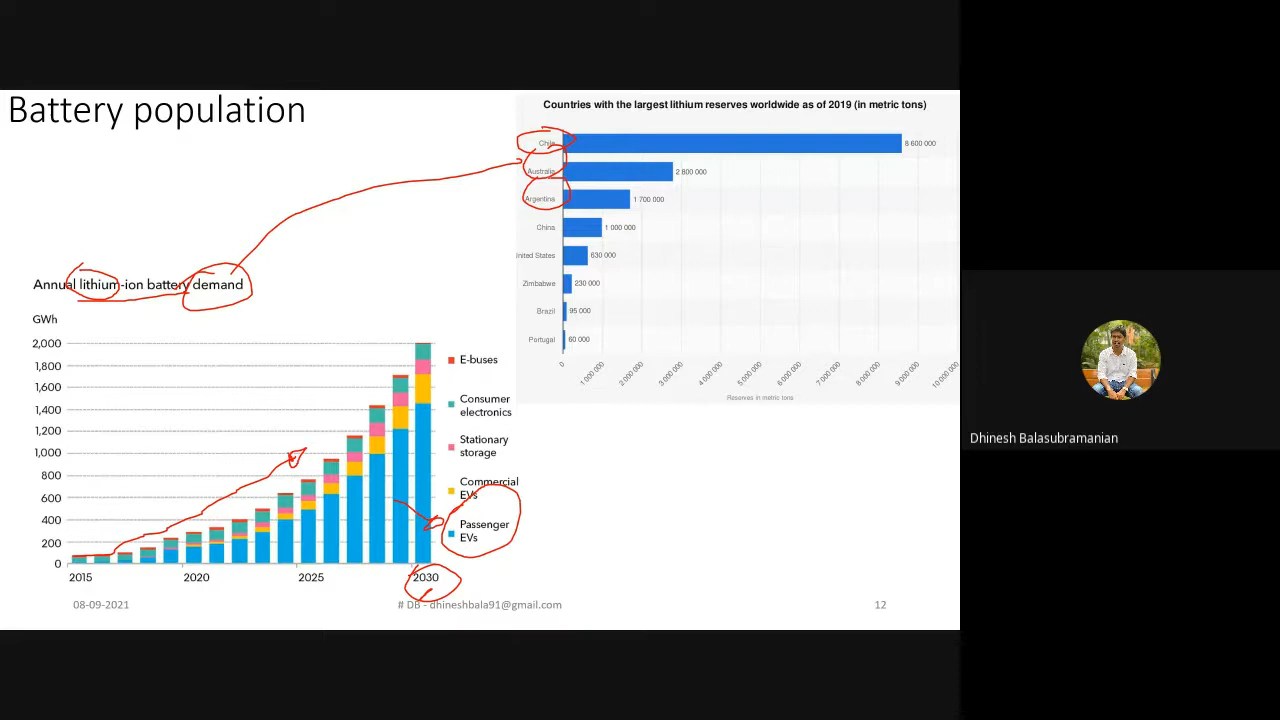 Battery population
Countries with the largest lithium reserves worldwide as of 2019 (in metric tons)
Chile
8 600 000
Australia
2 800 000
Argentina
1 700 000
China
1 000 000
United States
630 000
Zimbabwe
230 000
Brazil
95 000
Portugal
60 000
0
1 000 000
2 000 000
3 000 000
4 000 000
5 000 000
6 000 000
7 000 000
8 000 000
9 000 000
10 000 000
Reserves in metric tons
Annual lithium-ion battery demand
GWh
2,000
1,800
1,600
1,400
1,200
1,000
800
600
400
200
0
2015
2020
2025
2030
E-buses
Consumer
electronics
Stationary
storage
Commercial
EVs
Passenger
EVs
08-09-2021
# DB - dhineshbala91@gmail.com
12
Dhinesh Balasubramanian